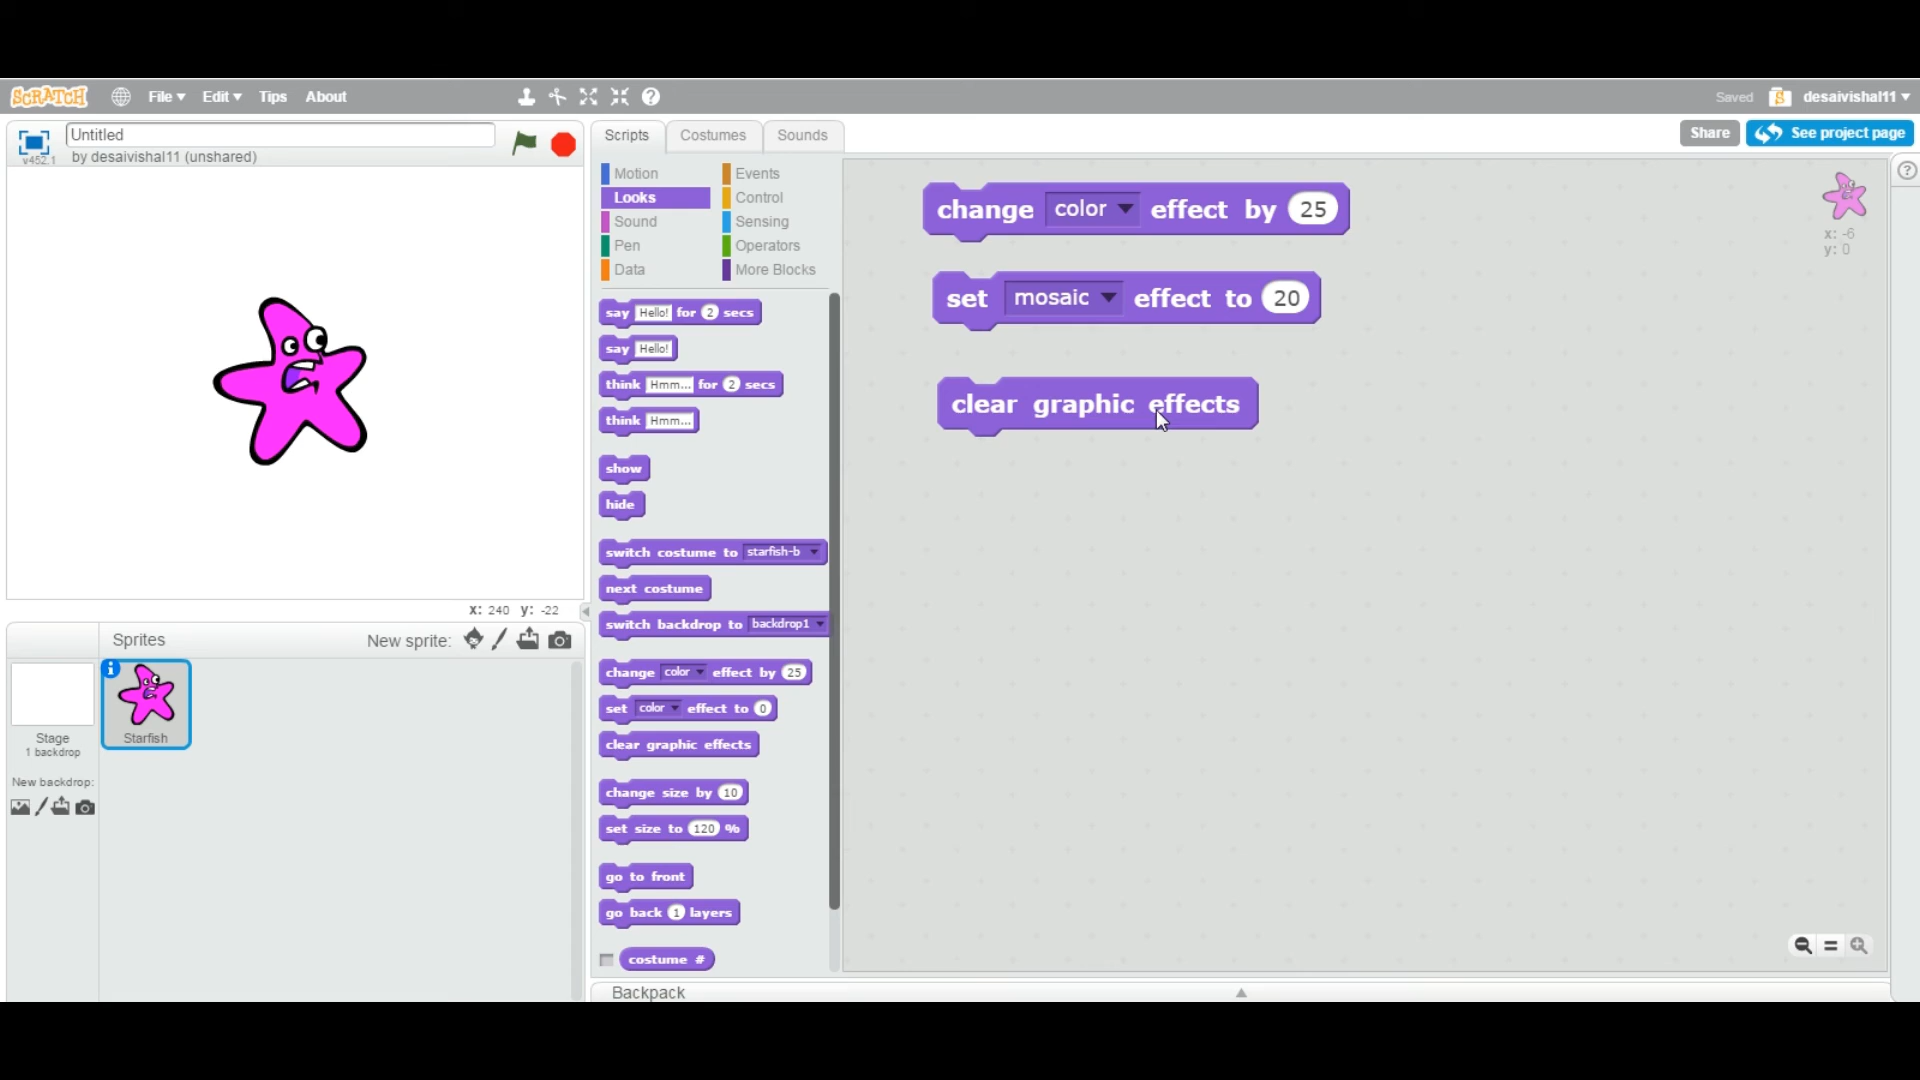 SCRATCH File Edit Tips About Saved desaivishal11
Untitled
v452.1 by desaivishal11 (unshared)
Scripts Costumes Sounds
Share See project page
Motion Events
Looks Control
Sound Sensing
Pen Operators
Data More Blocks
say Hello! for 2 secs
say Hello!
think Hmm... for 2 secs
think Hmm...
show
hide
switch costume to starfish-b
next costume
switch backdrop to backdrop1
change color effect by 25
set color effect to 0
clear graphic effects
change size by 10
set size to 120 %
go to front
go back 1 layers
costume #
change color effect by 25
set mosaic effect to 20
clear graphic effects
x: -6
y: 0
x: 240 y: -22
Sprites New sprite:
Starfish
Stage
1 backdrop
New backdrop:
Backpack